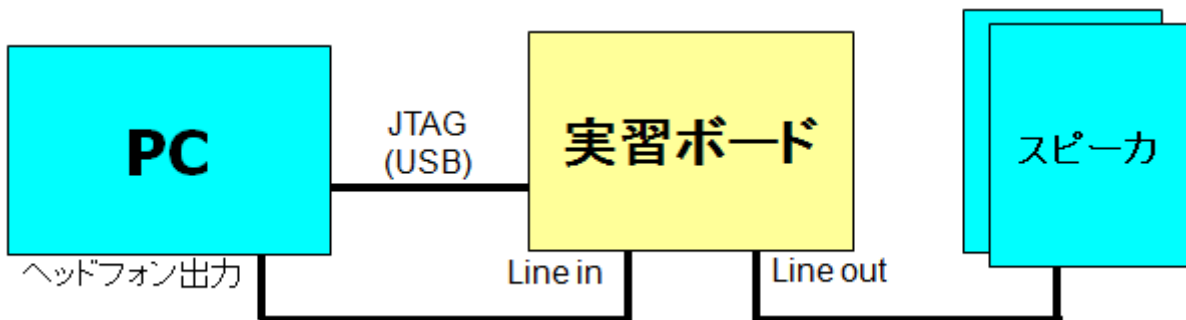 PC
JTAG
(USB)
実習ボード
スピーカ
ヘッドフォン出力
Line in
Line out